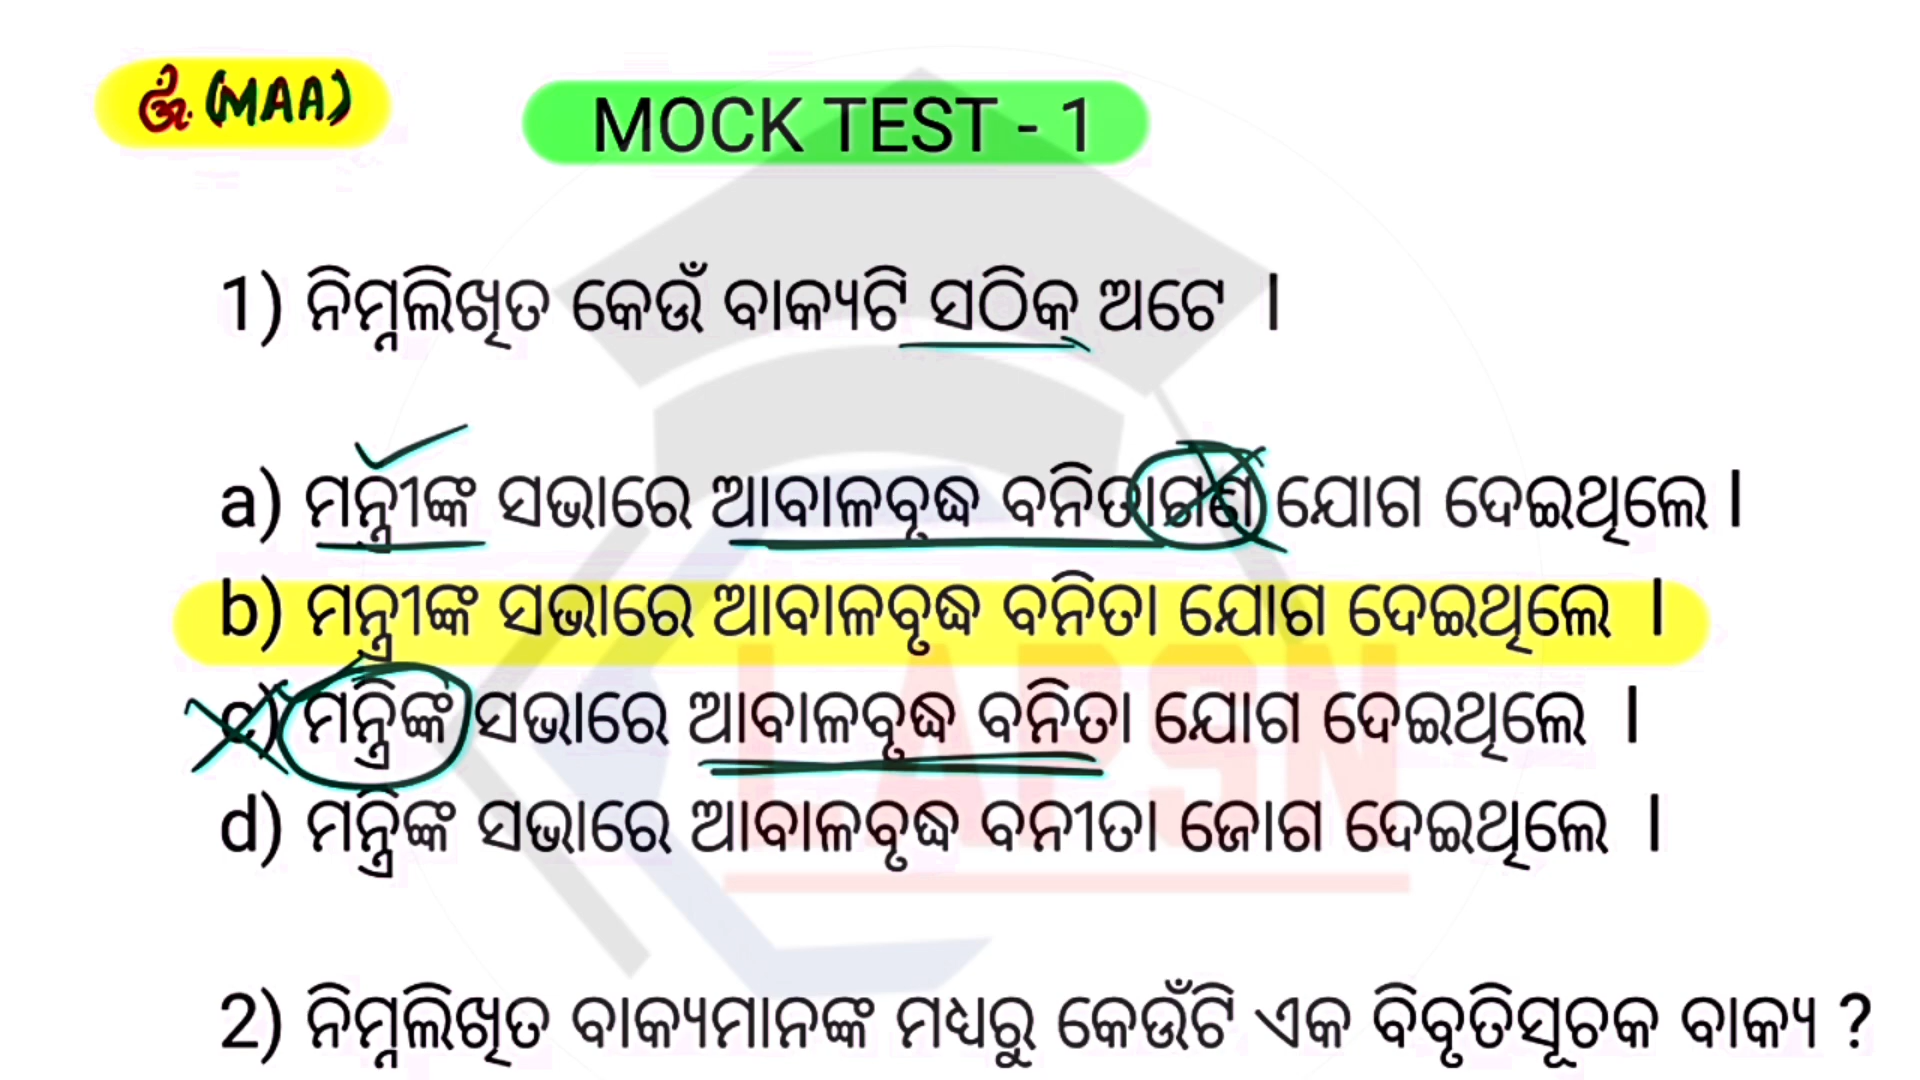 ଓଁ (MAA)
MOCK TEST - 1
1) ନିମ୍ନଲିଖିତ କେଉଁ ବାକ୍ୟଟି ସଠିକ୍ ଅଟେ ।
a) ମନ୍ତ୍ରୀଙ୍କ ସଭାରେ ଆବାଳବୃଦ୍ଧ ବନିତାଗଣ ଯୋଗ ଦେଇଥିଲେ ।
b) ମନ୍ତ୍ରୀଙ୍କ ସଭାରେ ଆବାଳବୃଦ୍ଧ ବନିତା ଯୋଗ ଦେଇଥିଲେ ।
c) ମନ୍ତ୍ରିଙ୍କ ସଭାରେ ଆବାଳବୃଦ୍ଧ ବନିତା ଯୋଗ ଦେଇଥିଲେ ।
d) ମନ୍ତ୍ରିଙ୍କ ସଭାରେ ଆବାଳବୃଦ୍ଧ ବନୀତା ଜୋଗ ଦେଇଥିଲେ ।
LAPSN
2) ନିମ୍ନଲିଖିତ ବାକ୍ୟମାନଙ୍କ ମଧ୍ୟରୁ କେଉଁଟି ଏକ ବିବୃତିସୂଚକ ବାକ୍ୟ ?